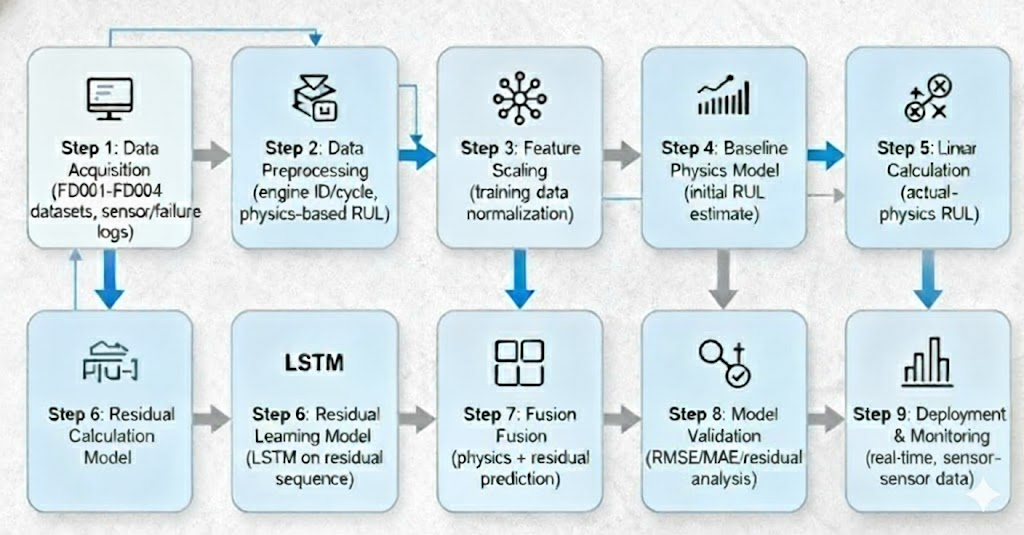 Step 1: Data
Acquisition
(FD001-FD004
datasets, sensor/failure
logs)
Step 2: Data
Preprocessing
(engine ID/cycle,
physics-based RUL)
Step 3: Feature
Scaling
(training data
normalization)
Step 4: Baseline
Physics Model
(initial RUL
estimate)
Step 5: Linar
Calculation
(actual-
physics RUL)
Step 6: Residual
Calculation
Model
LSTM
Step 6: Residual
Learning Model
(LSTM on residual
sequence)
Step 7: Fusion
Fusion
(physics + residual
prediction)
Step 8: Model
Validation
(RMSE/MAE/residual
analysis)
Step 9: Deployment
& Monitoring
(real-time, sensor-
sensor data)